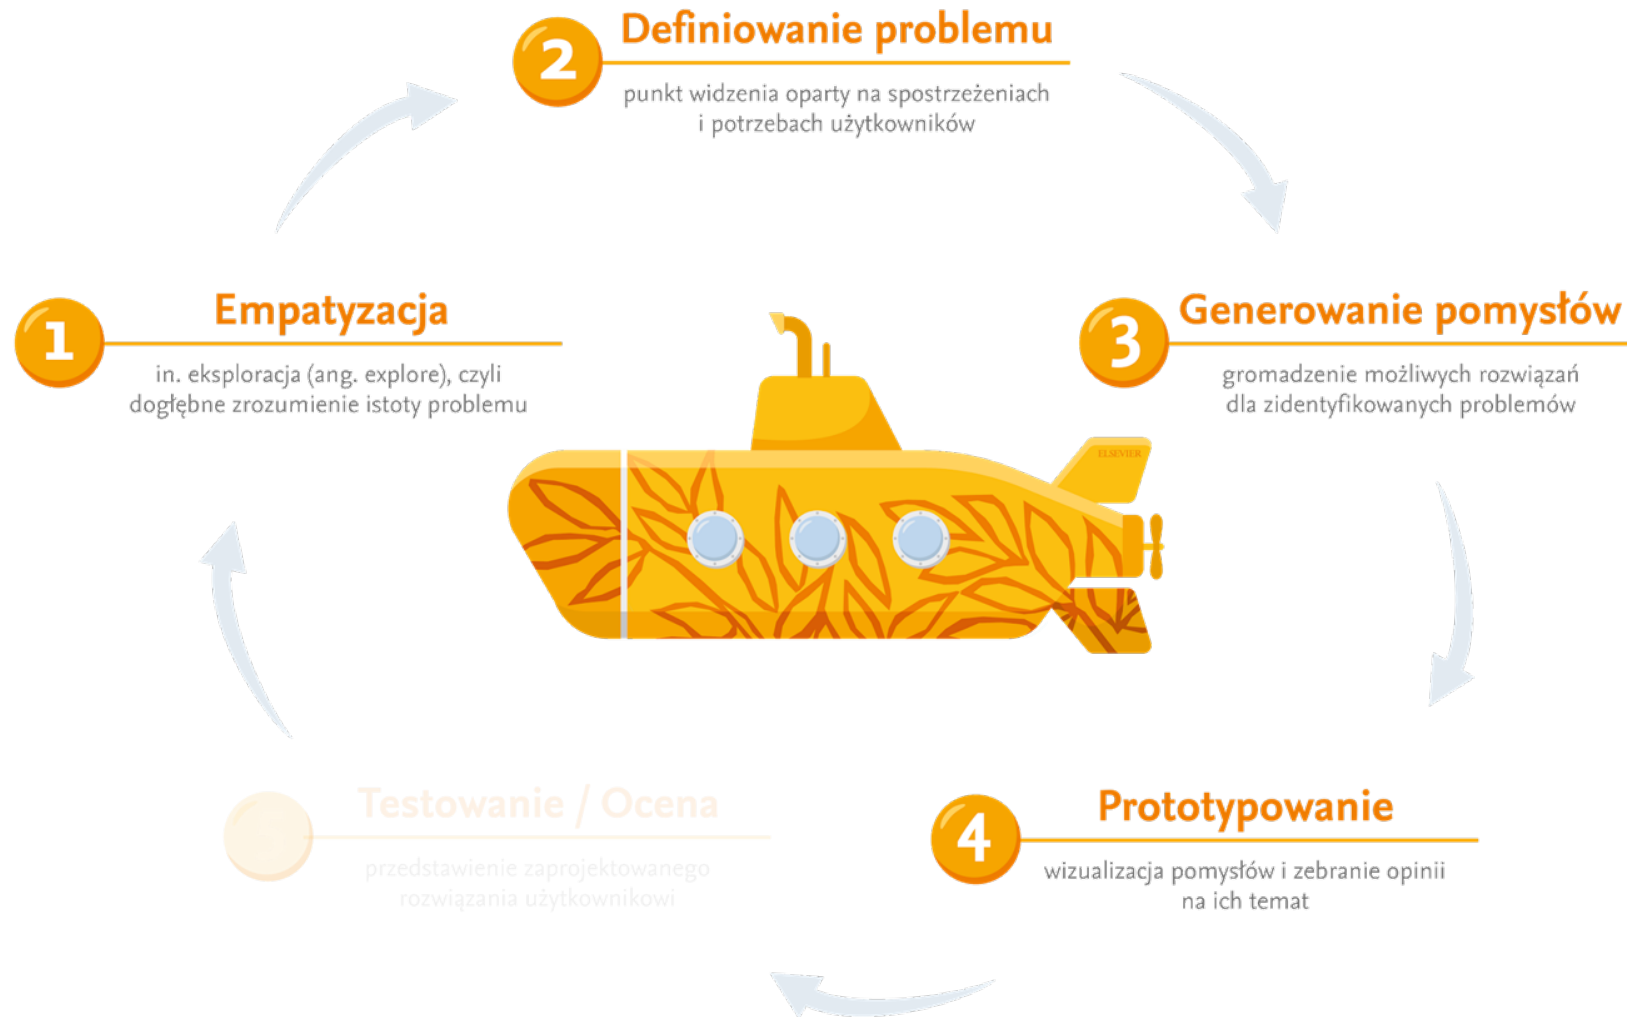 2
Definiowanie problemu
punkt widzenia oparty na spostrzeżeniach
i potrzebach użytkowników
1
Empatyzacja
in. eksploracja (ang. explore), czyli
dogłębne zrozumienie istoty problemu
3
Generowanie pomysłów
gromadzenie możliwych rozwiązań
dla zidentyfikowanych problemów
ELSEVIER
5
Testowanie / Ocena
przedstawienie zaprojektowanego
rozwiązania użytkownikowi
4
Prototypowanie
wizualizacja pomysłów i zebranie opinii
na ich temat